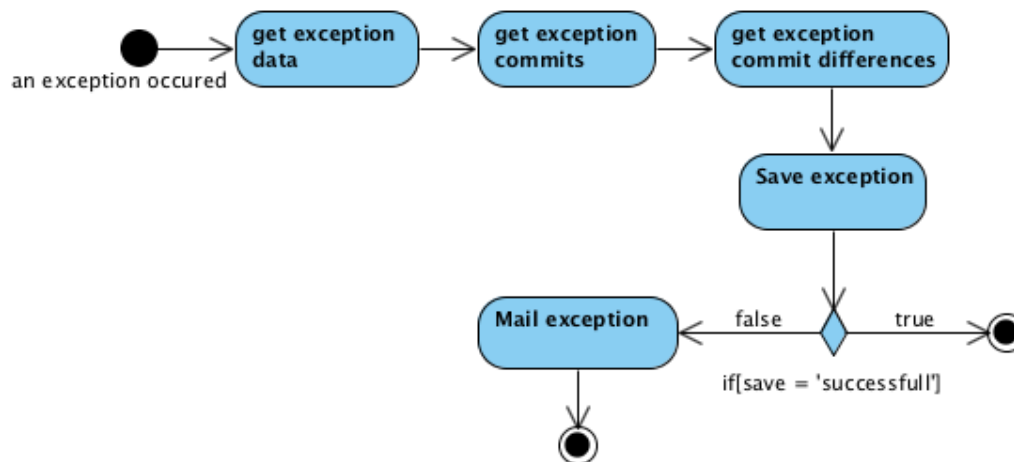 get exception
data
get exception
commits
get exception
commit differences
an exception occured
Save exception
Mail exception
false
true
if[save = 'successfull']